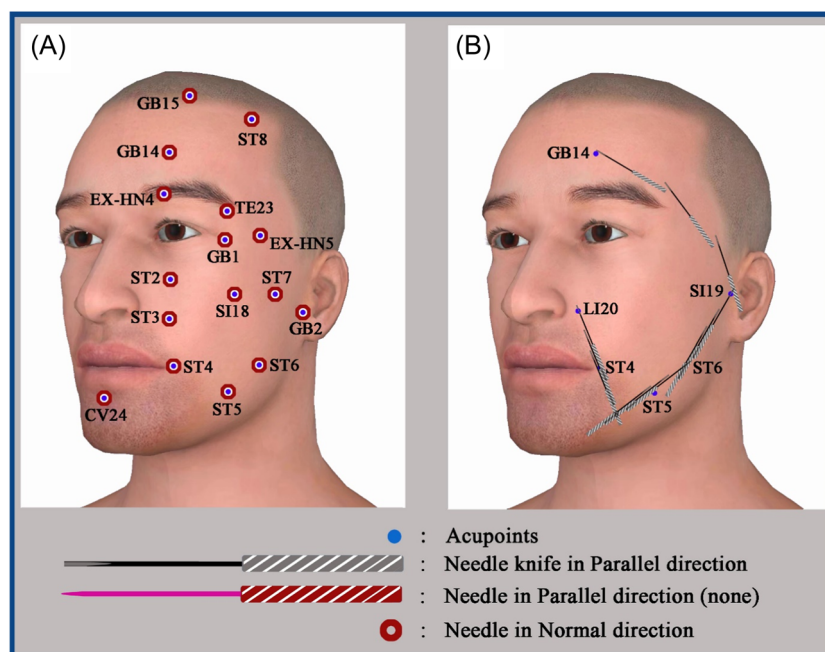 (A)
GB15
ST8
GB14
EX-HN4
TE23
EX-HN5
GB1
ST2
ST7
SI18
ST3
GB2
ST4
ST6
ST5
CV24
(B)
GB14
SI19
LI20
ST4
ST6
ST5
: Acupoints
: Needle knife in Parallel direction
: Needle in Parallel direction (none)
: Needle in Normal direction